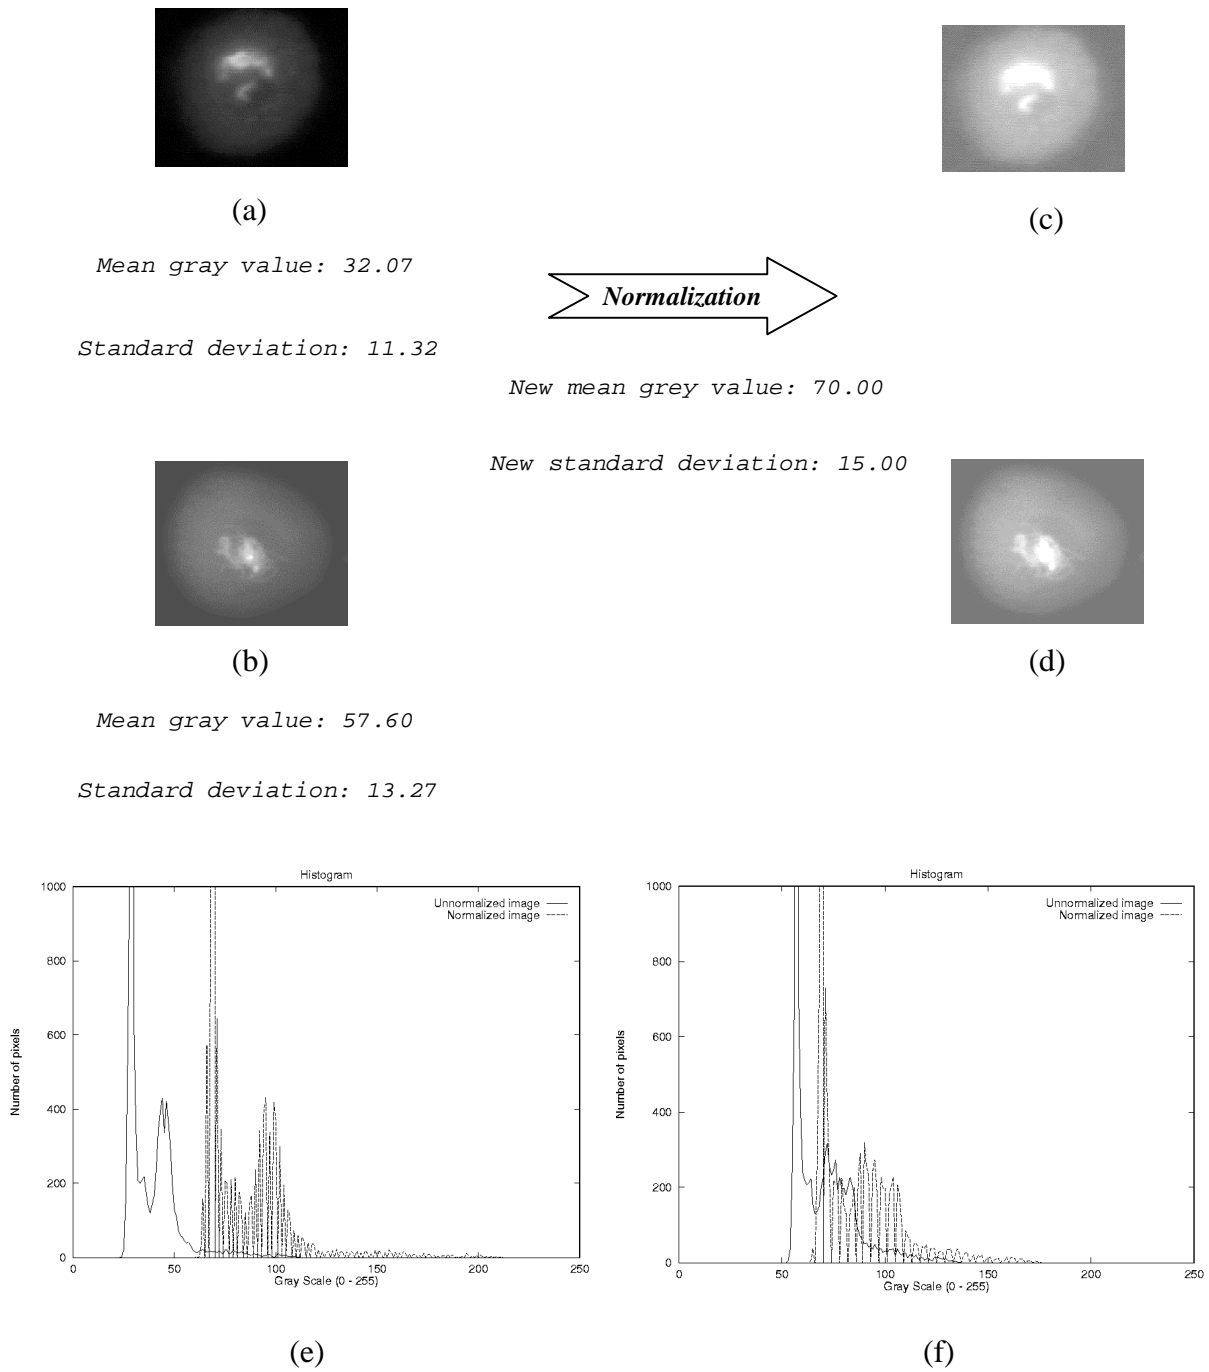 (a)
(c)
Mean gray value: 32.07
Normalization
Standard deviation: 11.32
New mean grey value: 70.00
New standard deviation: 15.00
(b)
(d)
Mean gray value: 57.60
Standard deviation: 13.27
Histogram
1000
800
600
400
200
0
Number of pixels
Unnormalized image
Normalized image
0 50 100 150 200 250
Gray Scale (0 - 255)
(e)
Histogram
1000
800
600
400
200
0
Number of pixels
Unnormalized image
Normalized image
0 50 100 150 200 250
Gray Scale (0 - 255)
(f)